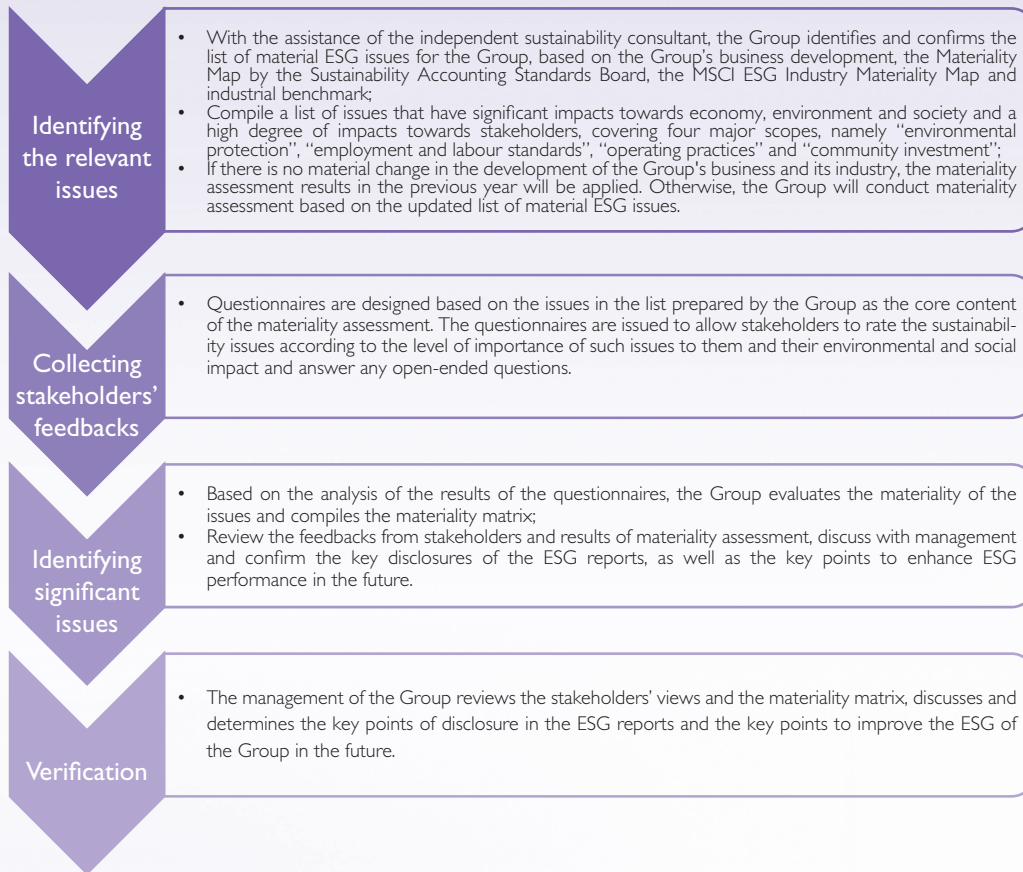 Identifying
the relevant
issues
• With the assistance of the independent sustainability consultant, the Group identifies and confirms the
list of material ESG issues for the Group, based on the Group's business development, the Materiality
Map by the Sustainability Accounting Standards Board, the MSCI ESG Industry Materiality Map and
industrial benchmark;
• Compile a list of issues that have significant impacts towards economy, environment and society and a
high degree of impacts towards stakeholders, covering four major scopes, namely “environmental
protection”, “employment and labour standards”, “operating practices” and “community investment”;
• If there is no material change in the development of the Group's business and its industry, the materiality
assessment results in the previous year will be applied. Otherwise, the Group will conduct materiality
assessment based on the updated list of material ESG issues.
Collecting
stakeholders’
feedbacks
• Questionnaires are designed based on the issues in the list prepared by the Group as the core content
of the materiality assessment. The questionnaires are issued to allow stakeholders to rate the sustainabil-
ity issues according to the level of importance of such issues to them and their environmental and social
impact and answer any open-ended questions.
Identifying
significant
issues
• Based on the analysis of the results of the questionnaires, the Group evaluates the materiality of the
issues and compiles the materiality matrix;
• Review the feedbacks from stakeholders and results of materiality assessment, discuss with management
and confirm the key disclosures of the ESG reports, as well as the key points to enhance ESG
performance in the future.
Verification
• The management of the Group reviews the stakeholders’ views and the materiality matrix, discusses and
determines the key points of disclosure in the ESG reports and the key points to improve the ESG of
the Group in the future.